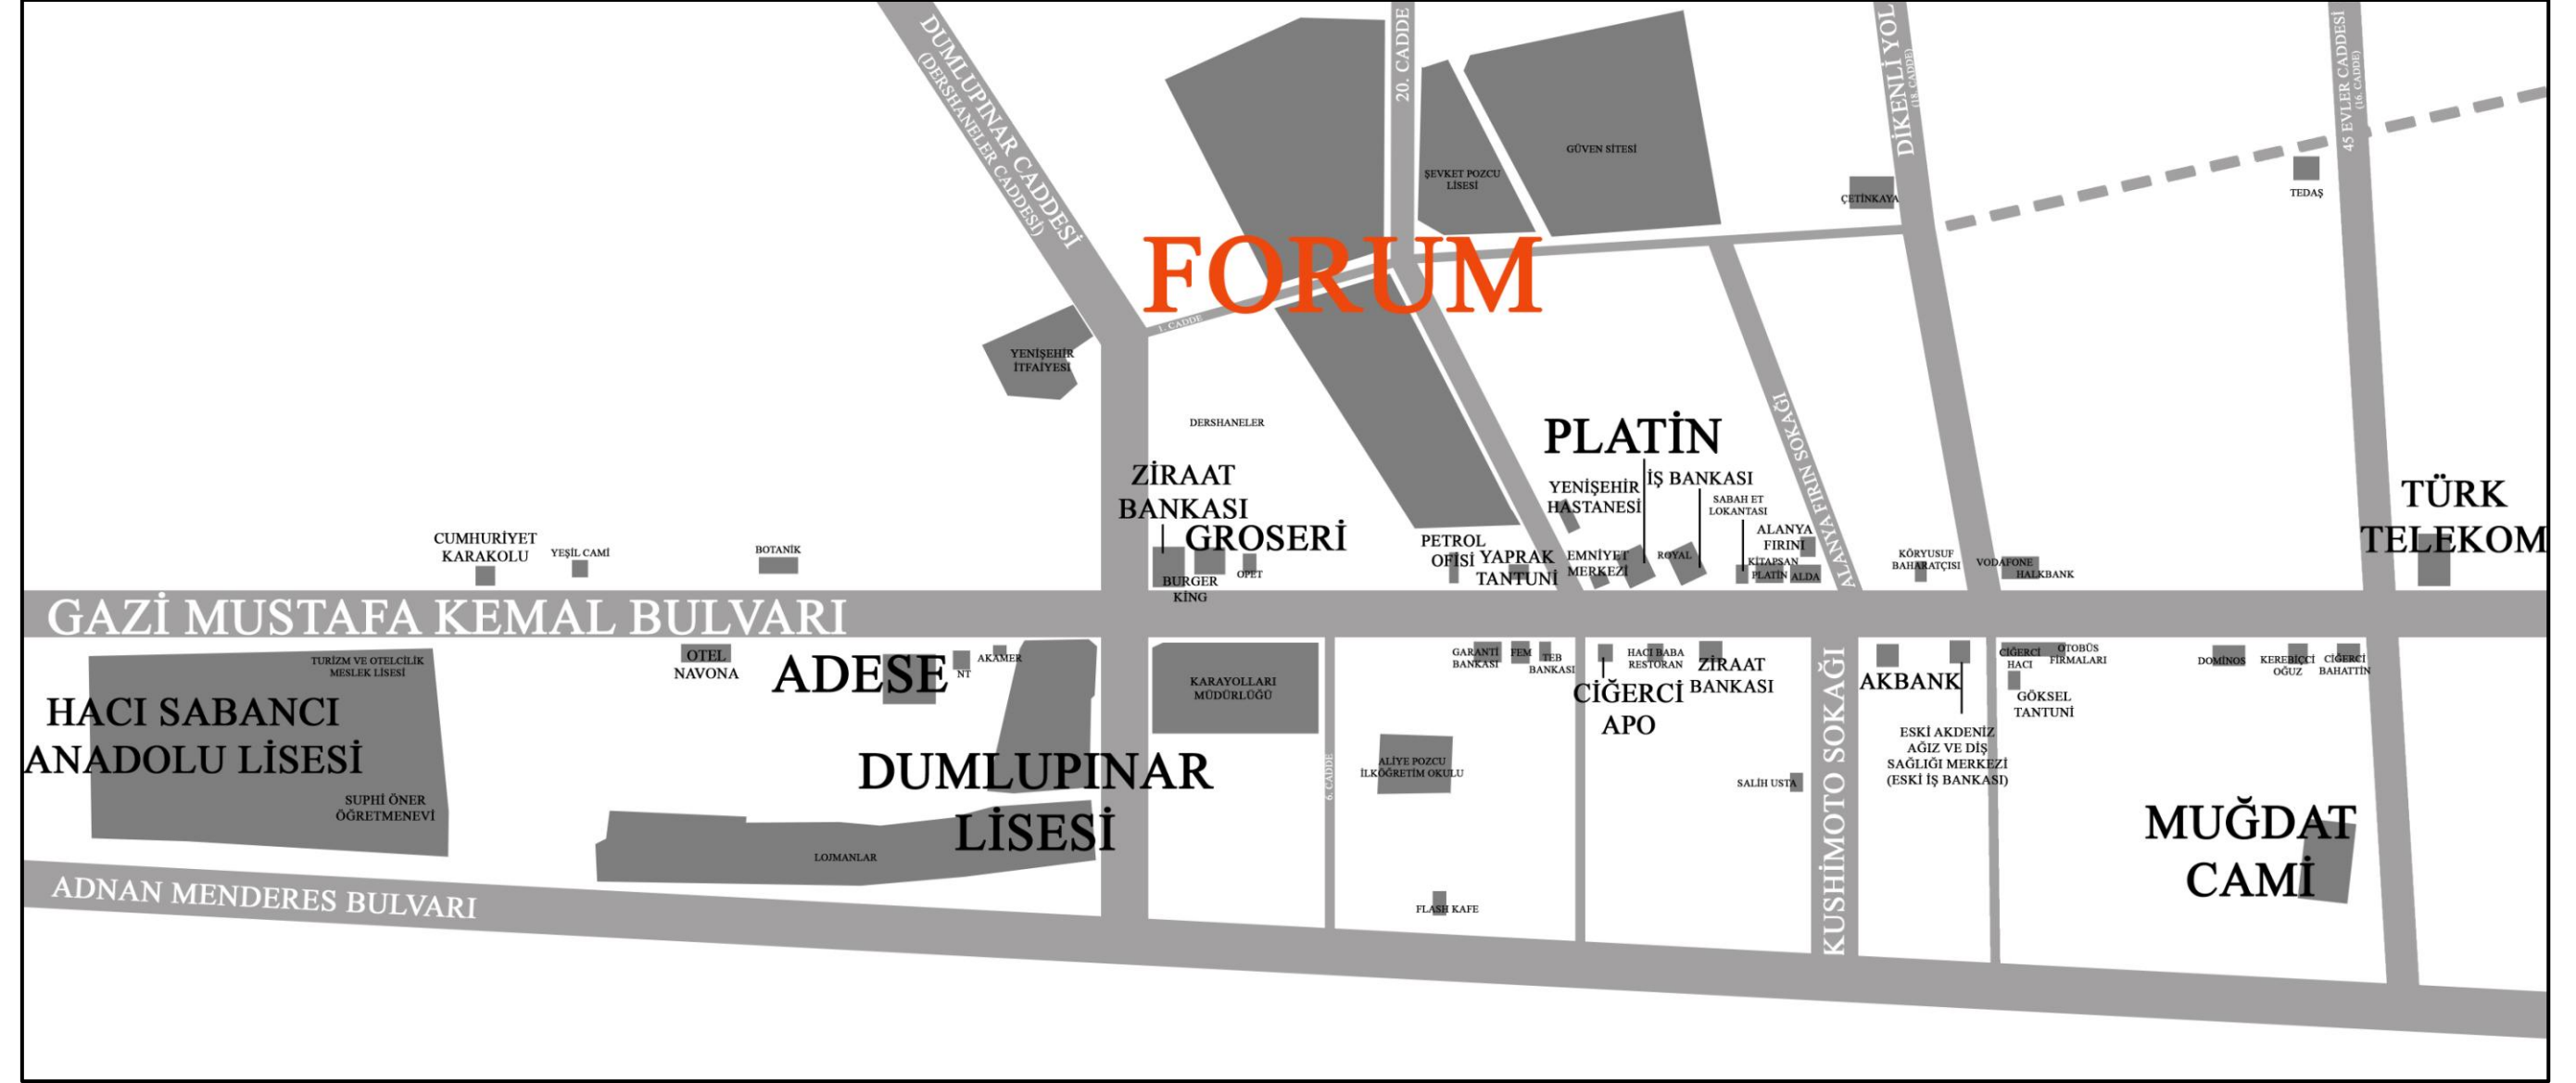 DUMLUPINAR CADDESİ
(DERSHANELER CADDESİ)
20. CADDE
DİKENLİ YOL
(18. CADDE)
45 EVLER CADDESİ
(16. CADDE)
GÜVEN SİTESİ
ŞEVKET POZCU
LİSESİ
ÇETİNKAYA
TEDAŞ
FORUM
1. CADDE
YENİŞEHİR
İTFAİYESİ
DERSHANELER
ALANYA FIRIN SOKAĞI
PLATİN
ZİRAAT
BANKASI
GROSERİ
BURGER
KİNG
OPET
YENİŞEHİR
HASTANESİ
İŞ BANKASI
SABAH ET
LOKANTASI
ALANYA
FIRINI
TÜRK
TELEKOM
CUMHURİYET
KARAKOLU
YEŞİL CAMİ
BOTANİK
PETROL
OFİSİ
YAPRAK
TANTUNİ
EMNİYET
MERKEZİ
ROYAL
KİTAPSAN
PLATİN
ALDA
KÖRYUSUF
BAHARATÇISI
VODAFONE
HALKBANK
GAZİ MUSTAFA KEMAL BULVARI
TURİZM VE OTELCİLİK
MESLEK LİSESİ
HACI SABANCI
ANADOLU LİSESİ
SUPHİ ÖNER
ÖĞRETMENEVİ
OTEL
NAVONA
ADESE
NT
AKAMER
KARAYOLLARI
MÜDÜRLÜĞÜ
DUMLUPINAR
LİSESİ
LOJMANLAR
6. CADDE
GARANTİ
BANKASI
FEM
TEB
BANKASI
HACI BABA
RESTORAN
ZİRAAT
BANKASI
CİĞERCİ
APO
ALİYE POZCU
İLKÖĞRETİM OKULU
SALİH USTA
FLASH KAFE
KUSHİMOTO SOKAĞI
AKBANK
ESKİ AKDENİZ
AĞIZ VE DİŞ
SAĞLIĞI MERKEZİ
(ESKİ İŞ BANKASI)
CİĞERCİ
HACI
OTOBÜS
FİRMALARI
GÖKSEL
TANTUNİ
DOMİNOS
KEREBİÇÇİ
OĞUZ
CİĞERCİ
BAHATTİN
MUĞDAT
CAMİ
ADNAN MENDERES BULVARI